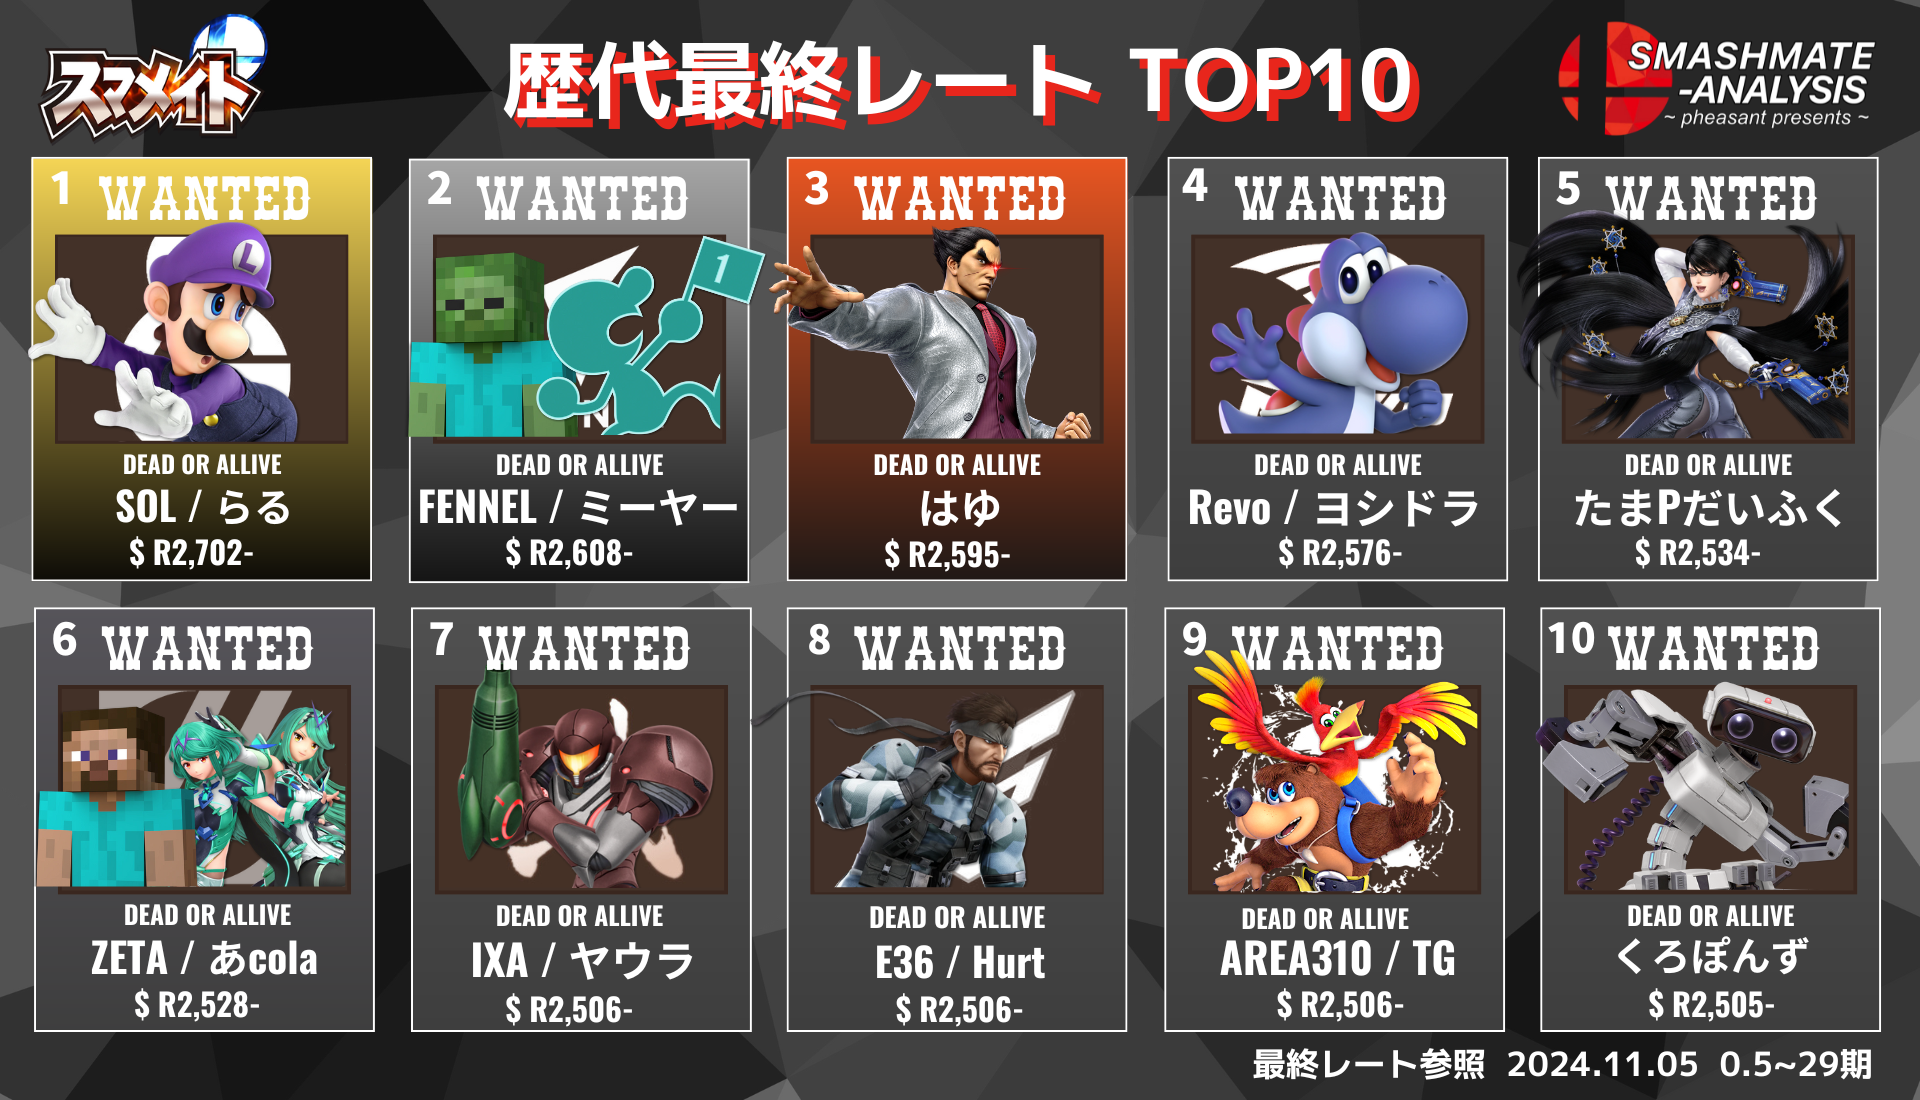 スマメイト
歴代最終レート TOP10
SMASHMATE
-ANALYSIS
~ pheasant presents ~
1 WANTED
DEAD OR ALLIVE
SOL / らる
$ R2,702-
2 WANTED
1
DEAD OR ALLIVE
FENNEL / ミーヤー
$ R2,608-
3 WANTED
DEAD OR ALLIVE
はゆ
$ R2,595-
4 WANTED
DEAD OR ALLIVE
Revo / ヨシドラ
$ R2,576-
5 WANTED
DEAD OR ALLIVE
たまPだいふく
$ R2,534-
6 WANTED
DEAD OR ALLIVE
ZETA / あcola
$ R2,528-
7 WANTED
DEAD OR ALLIVE
IXA / ヤウラ
$ R2,506-
8 WANTED
DEAD OR ALLIVE
E36 / Hurt
$ R2,506-
9 WANTED
DEAD OR ALLIVE
AREA310 / TG
$ R2,506-
10 WANTED
DEAD OR ALLIVE
くろぽんず
$ R2,505-
最終レート参照 2024.11.05 0.5~29期